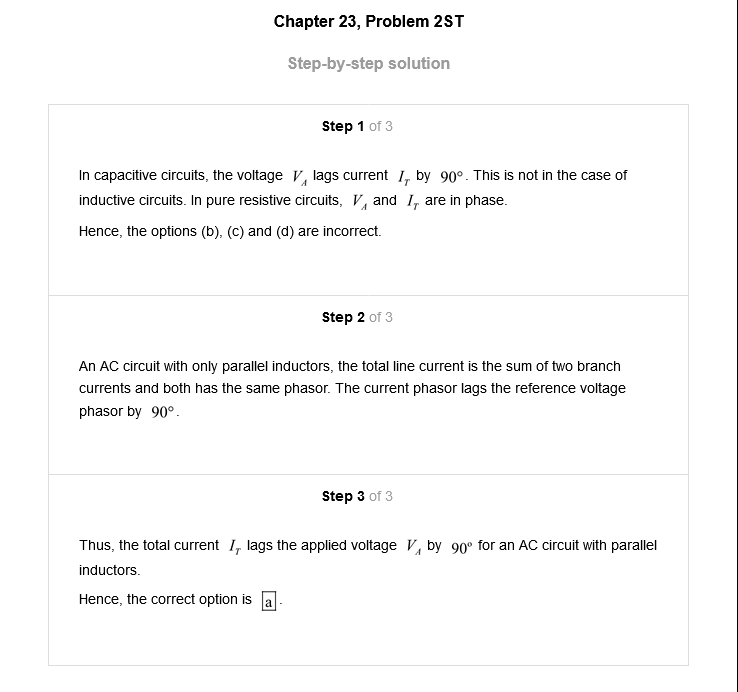 Chapter 23, Problem 2ST
Step-by-step solution
Step 1 of 3
In capacitive circuits, the voltage V_A lags current I_T by 90°. This is not in the case of
inductive circuits. In pure resistive circuits, V_A and I_T are in phase.
Hence, the options (b), (c) and (d) are incorrect.
Step 2 of 3
An AC circuit with only parallel inductors, the total line current is the sum of two branch
currents and both has the same phasor. The current phasor lags the reference voltage
phasor by 90°.
Step 3 of 3
Thus, the total current I_T lags the applied voltage V_A by 90° for an AC circuit with parallel
inductors.
Hence, the correct option is a.